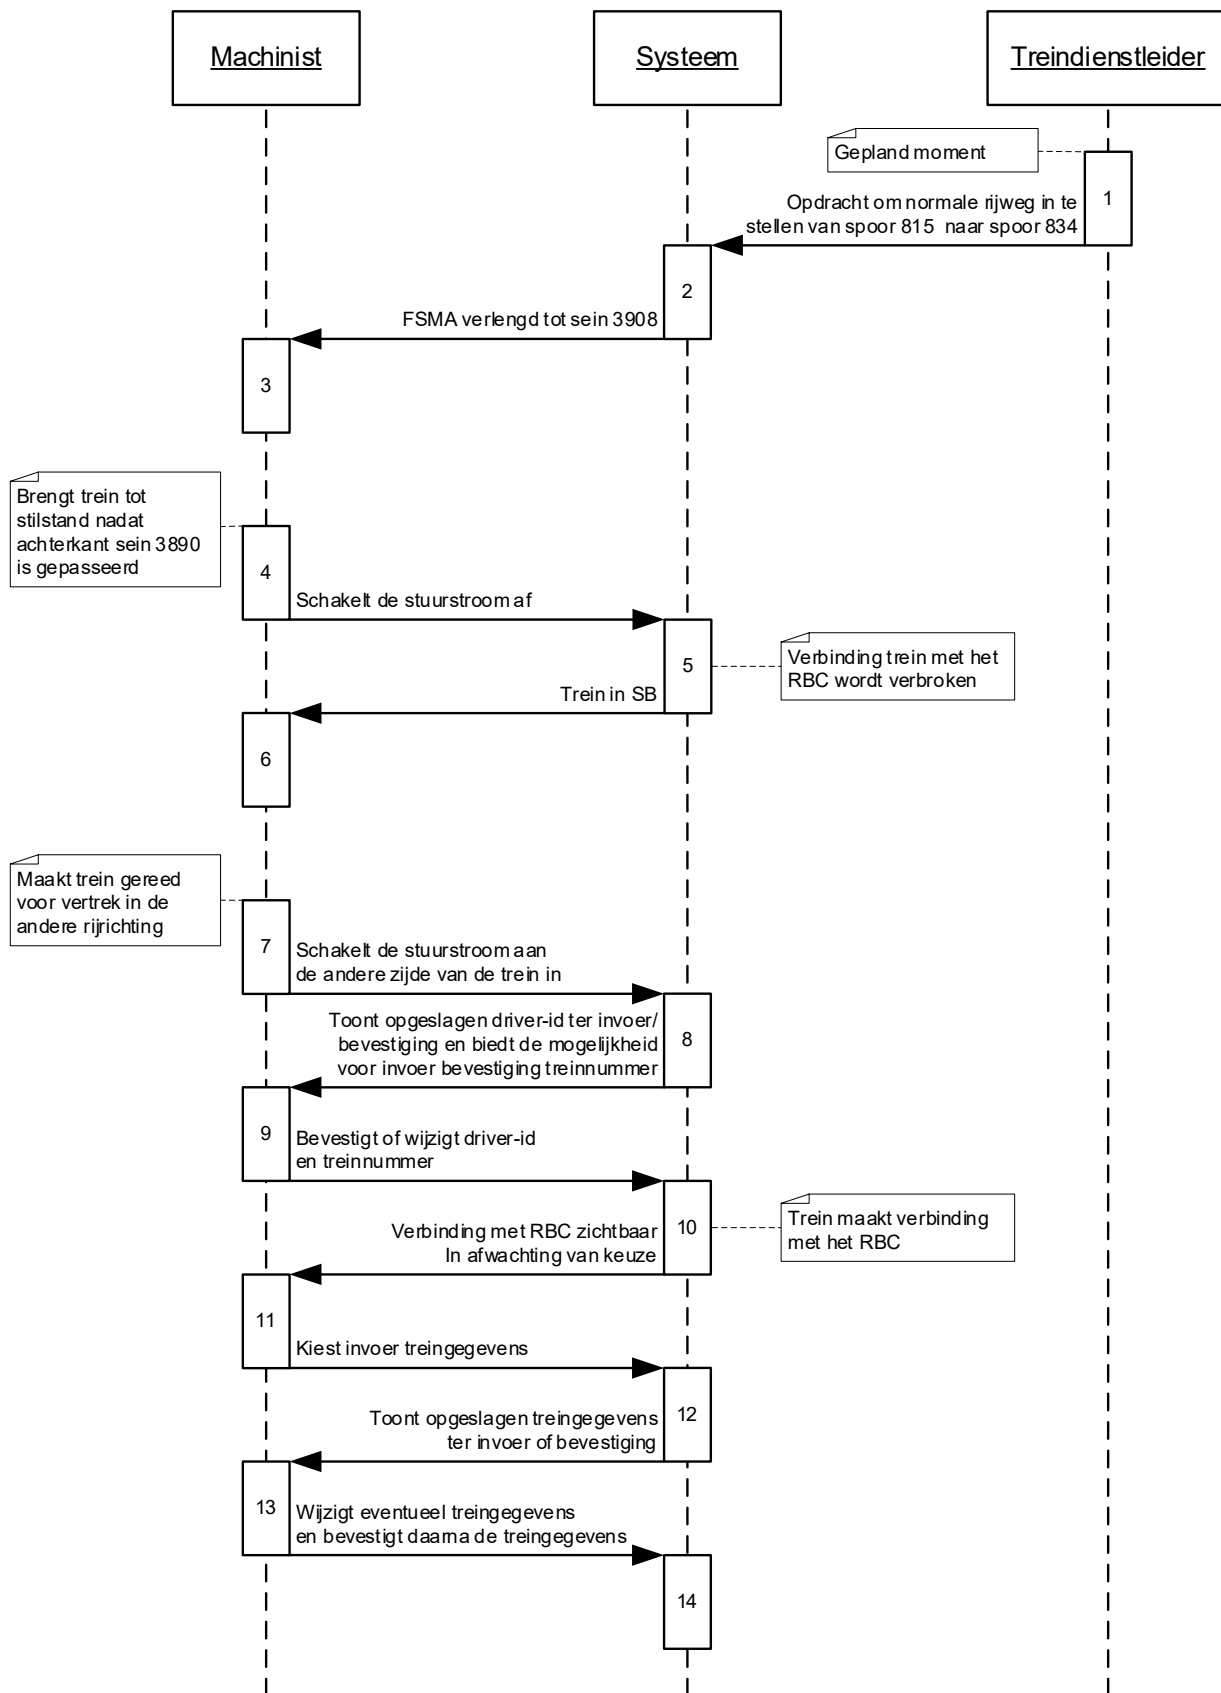 Machinist
Systeem
Treindienstleider
Gepland moment
1
Opdracht om normale rijweg in te
stellen van spoor 815 naar spoor 834
2
FSMA verlengd tot sein 3908
3
Brengt trein tot
stilstand nadat
achterkant sein 3890
is gepasseerd
4
Schakelt de stuurstroom af
5
Verbinding trein met het
RBC wordt verbroken
Trein in SB
6
Maakt trein gereed
voor vertrek in de
andere rijrichting
7
Schakelt de stuurstroom aan
de andere zijde van de trein in
Toont opgeslagen driver-id ter invoer/
bevestiging en biedt de mogelijkheid
voor invoer bevestiging treinnummer
8
9
Bevestigt of wijzigt driver-id
en treinnummer
10
Trein maakt verbinding
met het RBC
Verbinding met RBC zichtbaar
In afwachting van keuze
11
Kiest invoer treingegevens
12
Toont opgeslagen treingegevens
ter invoer of bevestiging
13
Wijzigt eventueel treingegevens
en bevestigt daarna de treingegevens
14